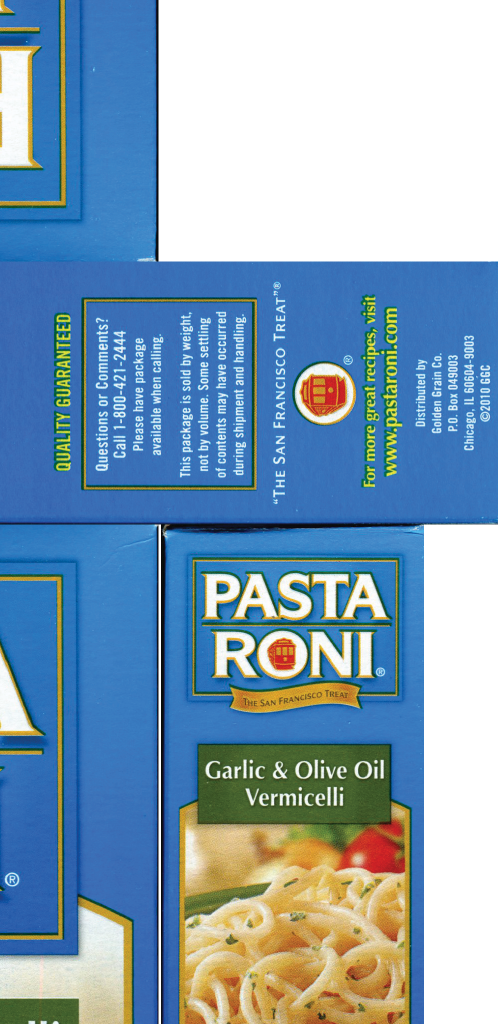 QUALITY GUARANTEED
Questions or Comments?
Call 1-800-421-2444
Please have package
available when calling.
This package is sold by weight,
not by volume. Some settling
of contents may have occurred
during shipment and handling.
"THE SAN FRANCISCO TREAT"®
®
For more great recipes, visit
www.pastaroni.com
Distributed by
Golden Grain Co.
P.O. Box 049003
Chicago, IL 60604-9003
©2010 GGC
PASTA
RONI®
THE SAN FRANCISCO TREAT
Garlic & Olive Oil
Vermicelli
®